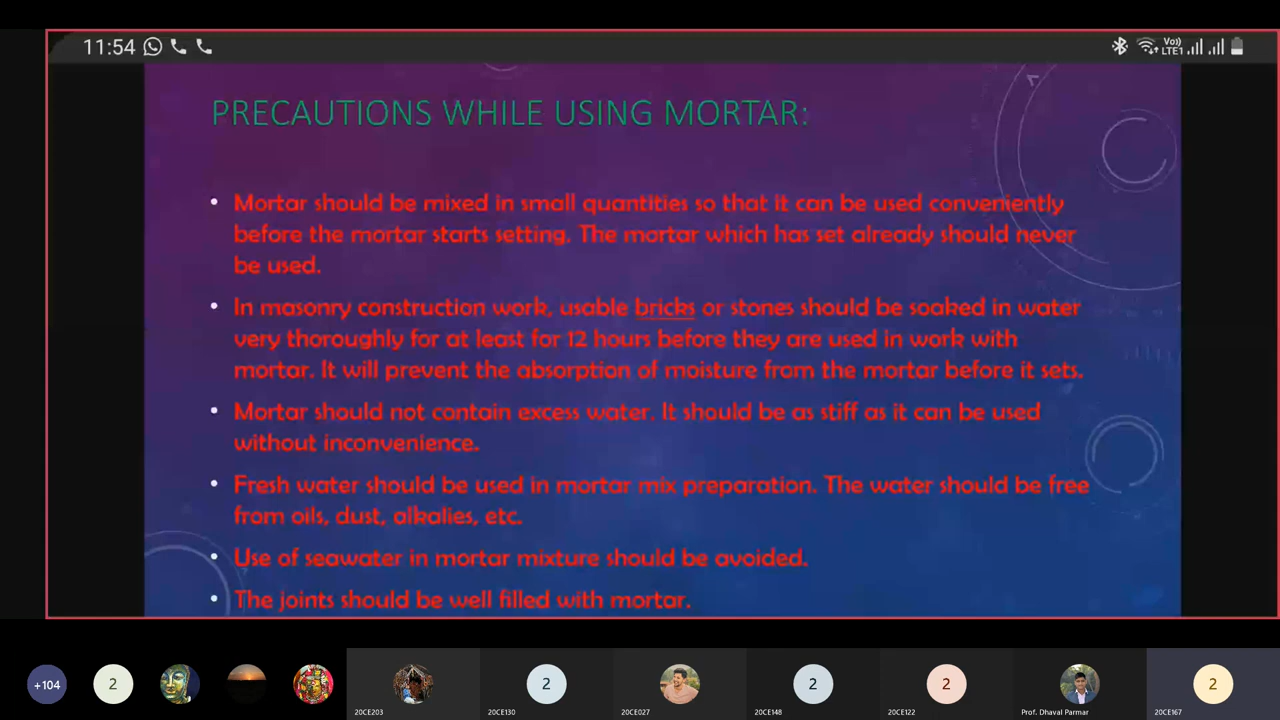 11:54
Vo))
LTE1
PRECAUTIONS WHILE USING MORTAR:
• Mortar should be mixed in small quantities so that it can be used conveniently
before the mortar starts setting. The mortar which has set already should never
be used.
• In masonry construction work, usable bricks or stones should be soaked in water
very thoroughly for at least for 12 hours before they are used in work with
mortar. It will prevent the absorption of moisture from the mortar before it sets.
• Mortar should not contain excess water. It should be as stiff as it can be used
without inconvenience.
• Fresh water should be used in mortar mix preparation. The water should be free
from oils, dust, alkalies, etc.
• Use of seawater in mortar mixture should be avoided.
• The joints should be well filled with mortar.
+104 2 2 2 2 2
20CE203 20CE130 20CE027 20CE148 20CE122 Prof. Dhaval Parmar 20CE167